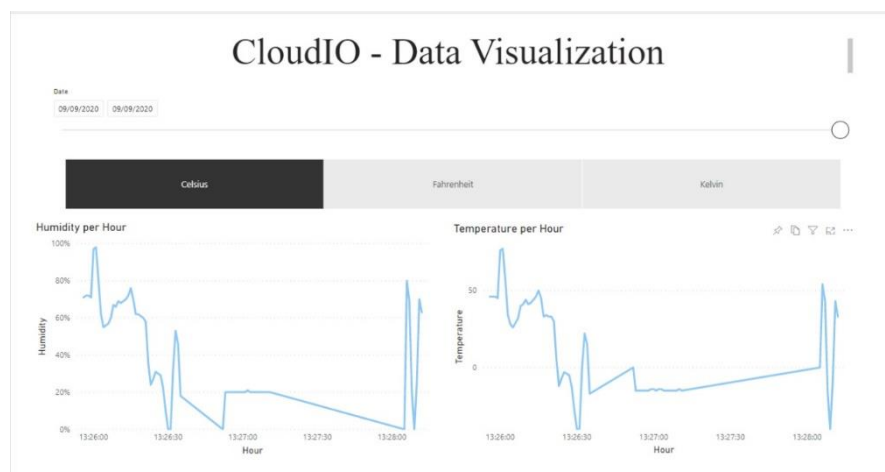 CloudIO - Data Visualization
Date
09/09/2020 09/09/2020
Celsius Fahrenheit Kelvin
Humidity per Hour
100%
80%
60%
40%
20%
0%
Humidity
13:26:00 13:26:30 13:27:00 13:27:30 13:28:00
Hour
Temperature per Hour
50
0
Temperature
13:26:00 13:26:30 13:27:00 13:27:30 13:28:00
Hour